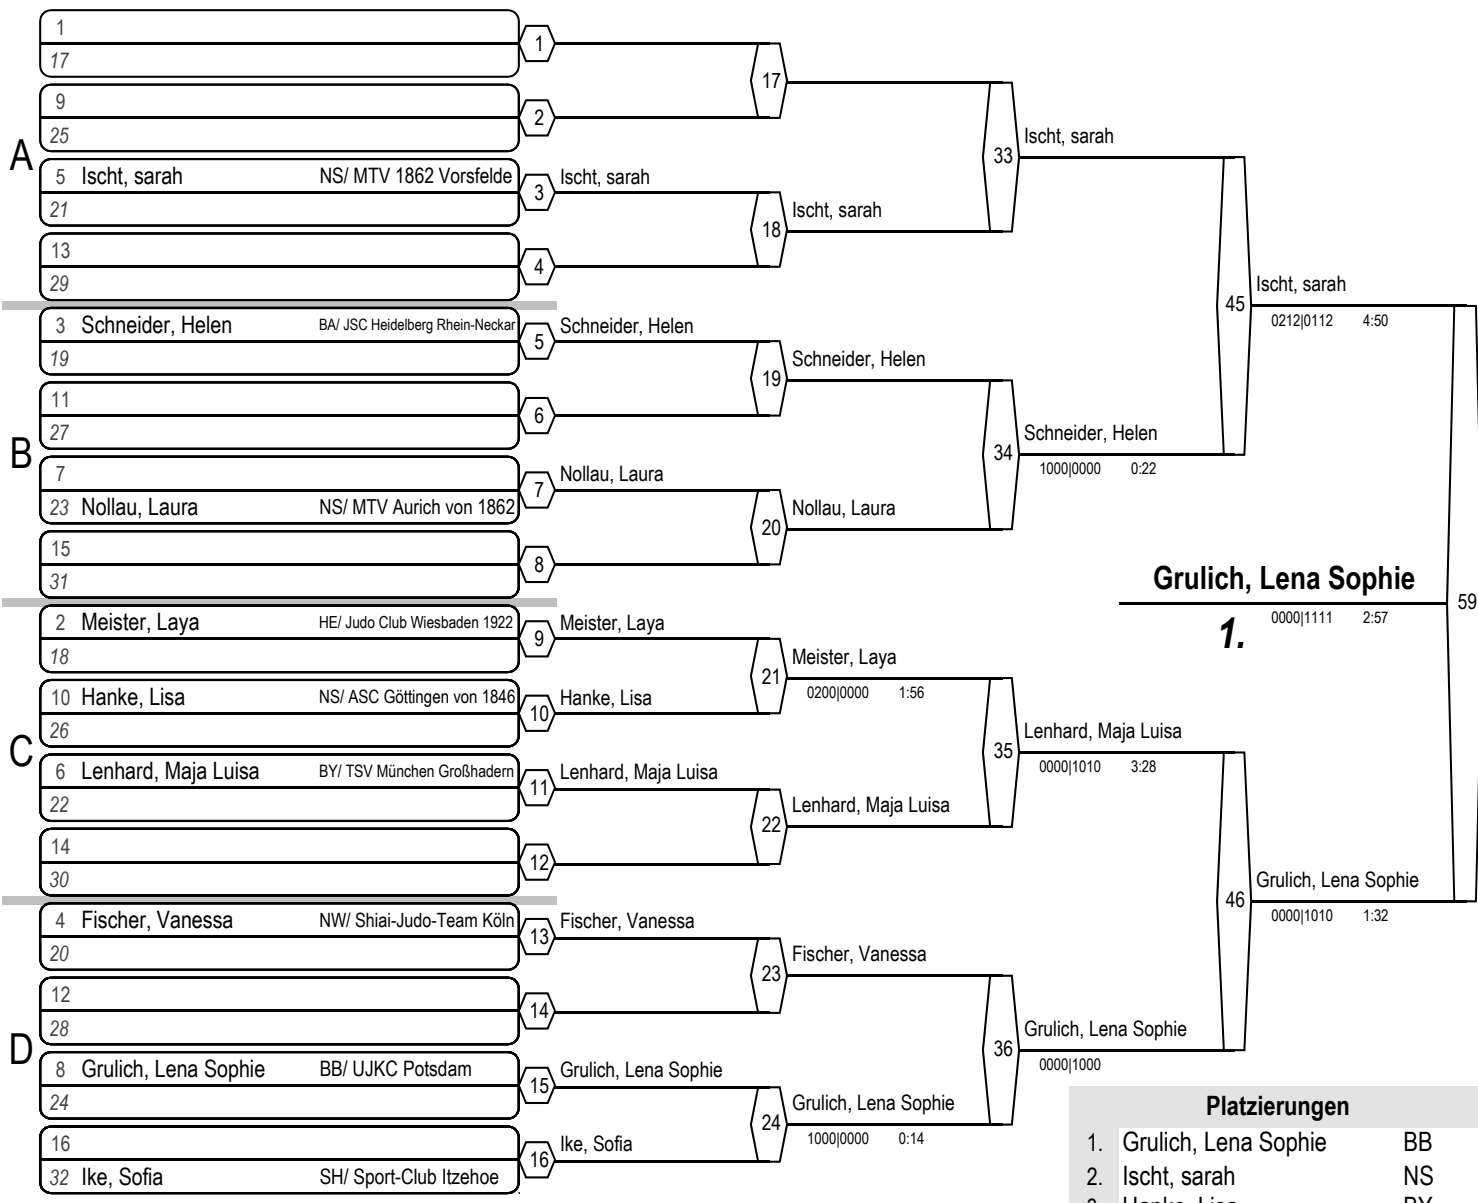 1
17
1
9
25
2
17
A
5 Ischt, sarah NS/ MTV 1862 Vorsfelde
21
3
Ischt, sarah
13
29
4
18
Ischt, sarah
33
Ischt, sarah
3 Schneider, Helen BA/ JSC Heidelberg Rhein-Neckar
19
5
Schneider, Helen
B
11
27
6
19
Schneider, Helen
7
23 Nollau, Laura NS/ MTV Aurich von 1862
7
Nollau, Laura
15
31
8
20
Nollau, Laura
34
Schneider, Helen
1000|0000 0:22
45
Ischt, sarah
0212|0112 4:50
2 Meister, Laya HE/ Judo Club Wiesbaden 1922
18
9
Meister, Laya
10 Hanke, Lisa NS/ ASC Göttingen von 1846
26
10
Hanke, Lisa
21
Meister, Laya
0200|0000 1:56
C
6 Lenhard, Maja Luisa BY/ TSV München Großhadern
22
11
Lenhard, Maja Luisa
14
30
12
22
Lenhard, Maja Luisa
35
Lenhard, Maja Luisa
0000|1010 3:28
4 Fischer, Vanessa NW/ Shiai-Judo-Team Köln
20
13
Fischer, Vanessa
12
28
14
23
Fischer, Vanessa
D
8 Grulich, Lena Sophie BB/ UJKC Potsdam
24
15
Grulich, Lena Sophie
16
32 Ike, Sofia SH/ Sport-Club Itzehoe
16
Ike, Sofia
24
Grulich, Lena Sophie
1000|0000 0:14
36
Grulich, Lena Sophie
0000|1000
46
Grulich, Lena Sophie
0000|1010 1:32
59
Grulich, Lena Sophie
1.
0000|1111 2:57
Platzierungen
1. Grulich, Lena Sophie BB
2. Ischt, sarah NS